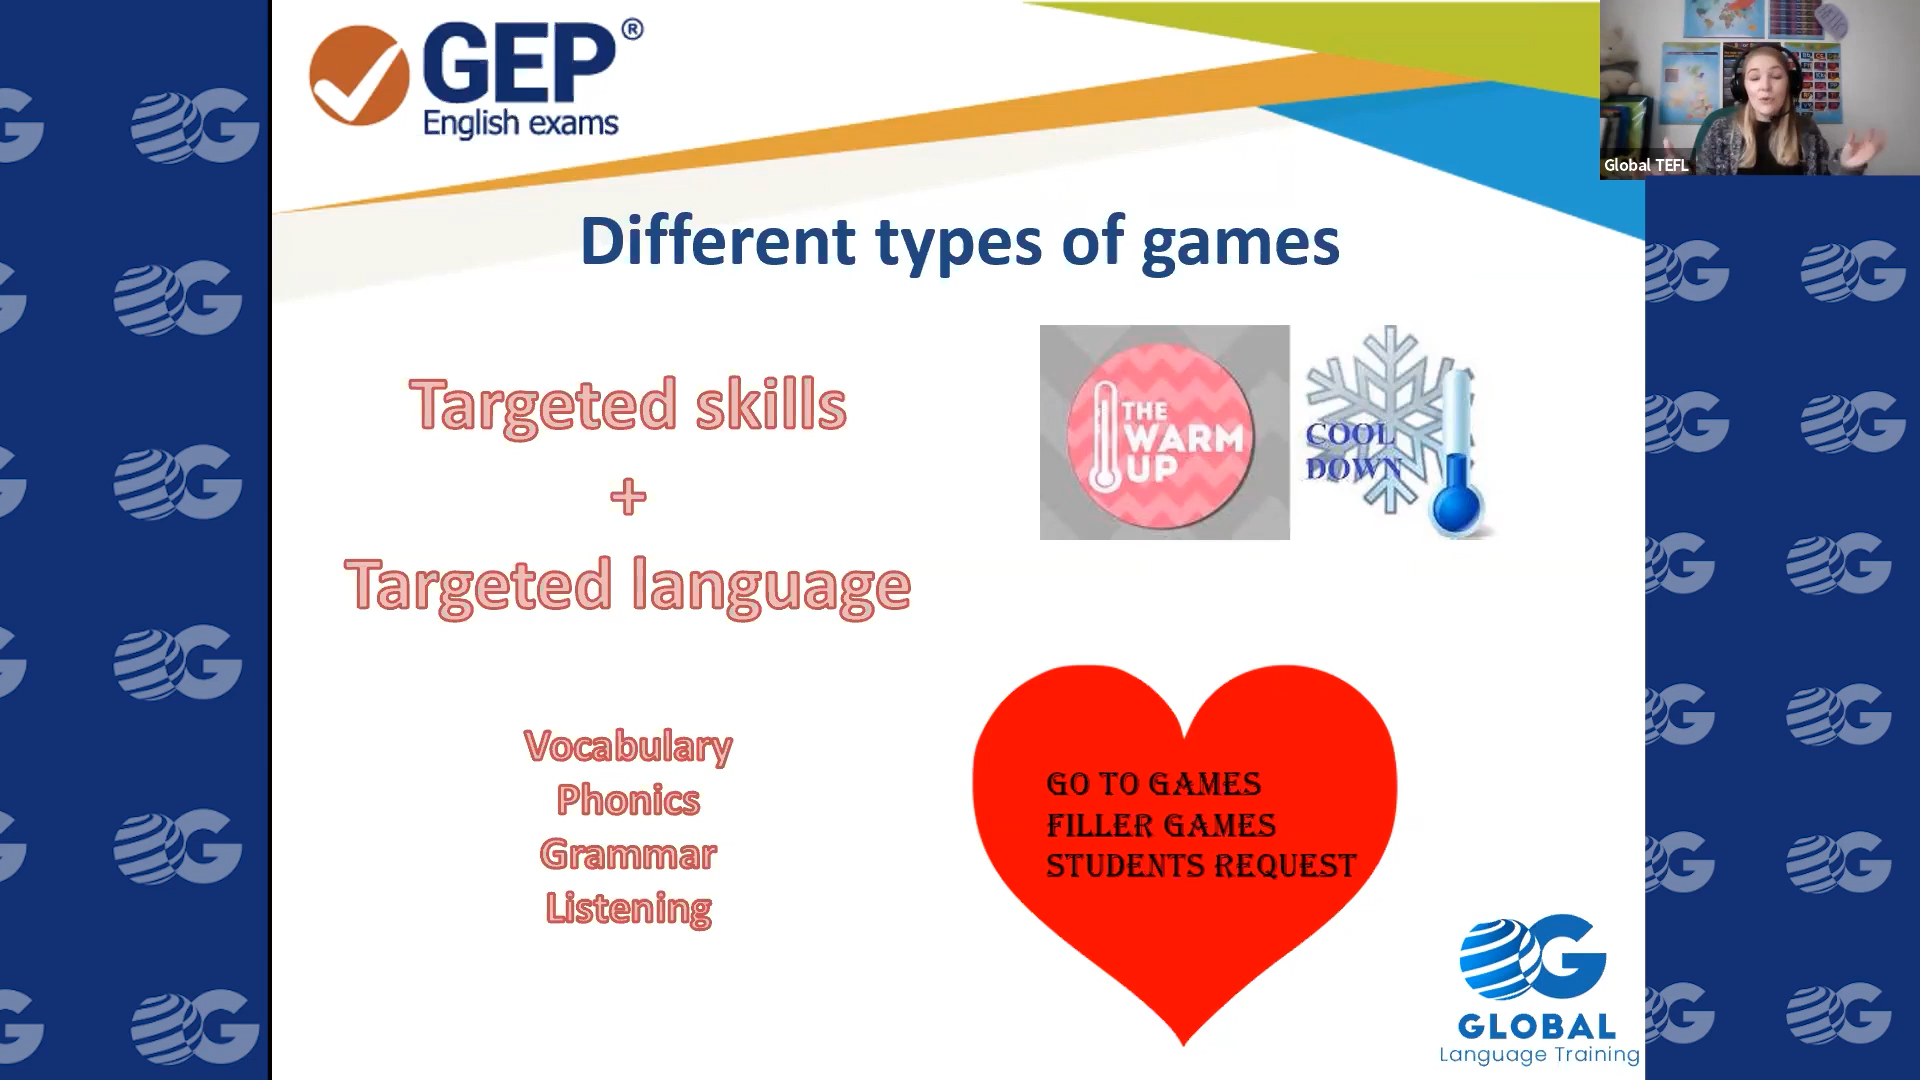 GEP®
English exams
Global TEFL
Different types of games
Targeted skills
+
Targeted language
THE
WARM
UP
COOL
DOWN
Vocabulary
Phonics
Grammar
Listening
GO TO GAMES
FILLER GAMES
STUDENTS REQUEST
GLOBAL
Language Training